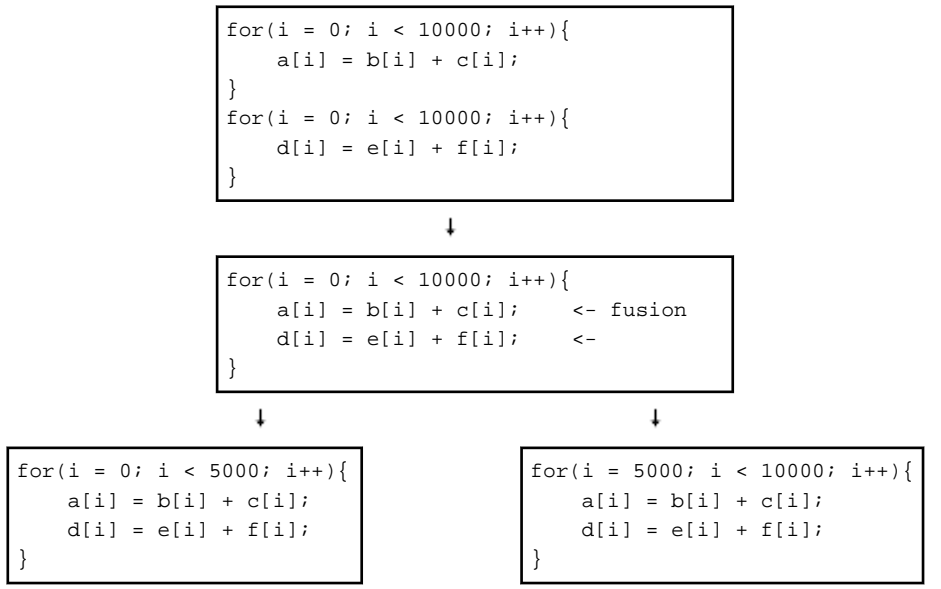 for(i = 0; i < 10000; i++){
    a[i] = b[i] + c[i];
}
for(i = 0; i < 10000; i++){
    d[i] = e[i] + f[i];
}
for(i = 0; i < 10000; i++){
    a[i] = b[i] + c[i];    <- fusion
    d[i] = e[i] + f[i];    <-
}
for(i = 0; i < 5000; i++){
    a[i] = b[i] + c[i];
    d[i] = e[i] + f[i];
}
for(i = 5000; i < 10000; i++){
    a[i] = b[i] + c[i];
    d[i] = e[i] + f[i];
}